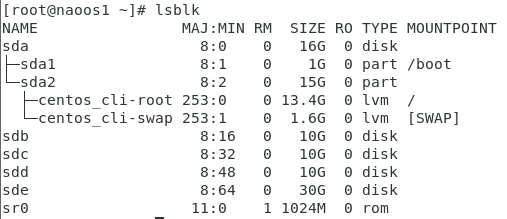 [root@naoos1 ~]# lsblk
NAME                MAJ:MIN RM  SIZE RO TYPE MOUNTPOINT
sda                   8:0    0   16G  0 disk
├─sda1                8:1    0    1G  0 part /boot
└─sda2                8:2    0   15G  0 part
  ├─centos_cli-root 253:0    0 13.4G  0 lvm  /
  └─centos_cli-swap 253:1    0  1.6G  0 lvm  [SWAP]
sdb                   8:16   0   10G  0 disk
sdc                   8:32   0   10G  0 disk
sdd                   8:48   0   10G  0 disk
sde                   8:64   0   30G  0 disk
sr0                  11:0    1 1024M  0 rom